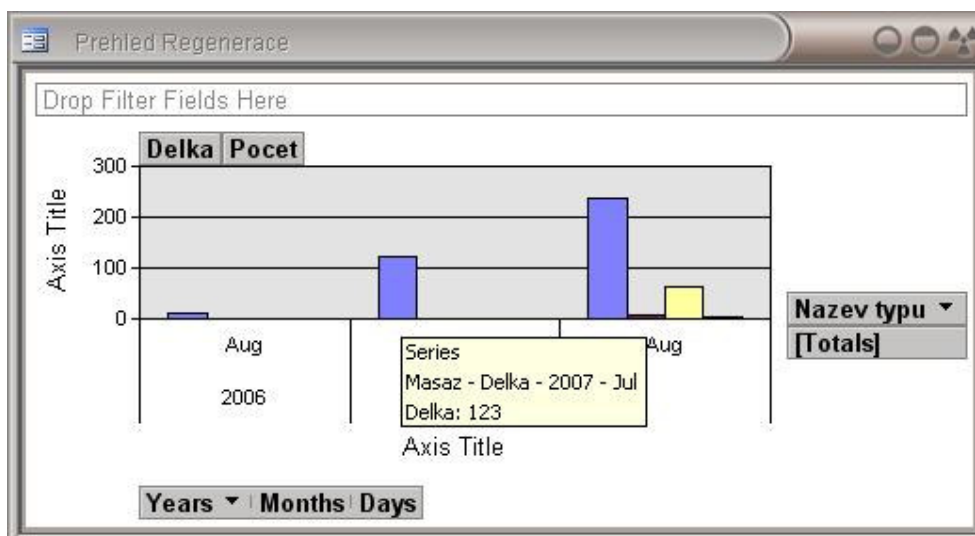 Prehled Regenerace
Drop Filter Fields Here
Delka Pocet
300
200
100
0
Axis Title
Aug
Aug
2006
Series
Masaz - Delka - 2007 - Jul
Delka: 123
Axis Title
Nazev typu
[Totals]
Years Months Days